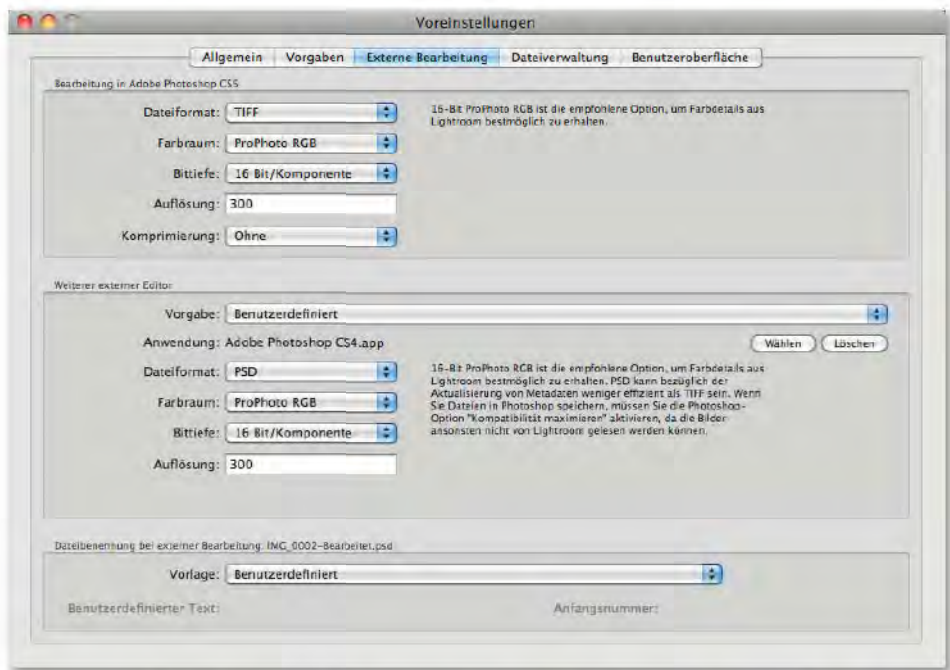 Voreinstellungen
Allgemein Vorgaben Externe Bearbeitung Dateiverwaltung Benutzeroberfläche
Bearbeitung in Adobe Photoshop CS5
Dateiformat: TIFF
16-Bit ProPhoto RGB ist die empfohlene Option, um Farbdetails aus
Lightroom bestmöglich zu erhalten.
Farbraum: ProPhoto RGB
Bittiefe: 16 Bit/Komponente
Auflösung: 300
Komprimierung: Ohne
Weiterer externer Editor
Vorgabe: Benutzerdefiniert
Anwendung: Adobe Photoshop CS4.app Wählen Löschen
Dateiformat: PSD
16-Bit ProPhoto RGB ist die empfohlene Option, um Farbdetails aus
Lightroom bestmöglich zu erhalten. PSD kann bezüglich der
Aktualisierung von Metadaten weniger effizient als TIFF sein. Wenn
Sie Dateien in Photoshop speichern, müssen Sie die Photoshop-
Option "Kompatibilität maximieren" aktivieren, da die Bilder
ansonsten nicht von Lightroom gelesen werden können.
Farbraum: ProPhoto RGB
Bittiefe: 16 Bit/Komponente
Auflösung: 300
Dateibenennung bei externer Bearbeitung: IMG_0002-Bearbeitet.psd
Vorlage: Benutzerdefiniert
Benutzerdefinierter Text: Anfangsnummer: